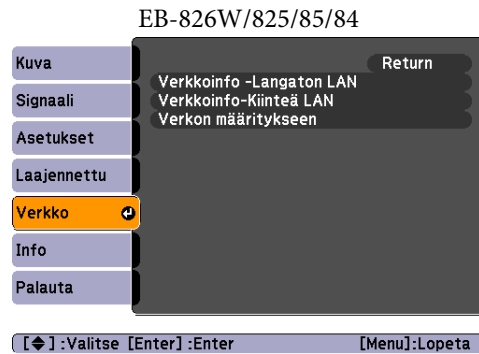 EB-826W/825/85/84
Kuva
Signaali
Asetukset
Laajennettu
Verkko
Info
Palauta
Return
Verkkoinfo -Langaton LAN
Verkkoinfo-Kiinteä LAN
Verkon määritykseen
[◆] :Valitse [Enter] :Enter [Menu]:Lopeta